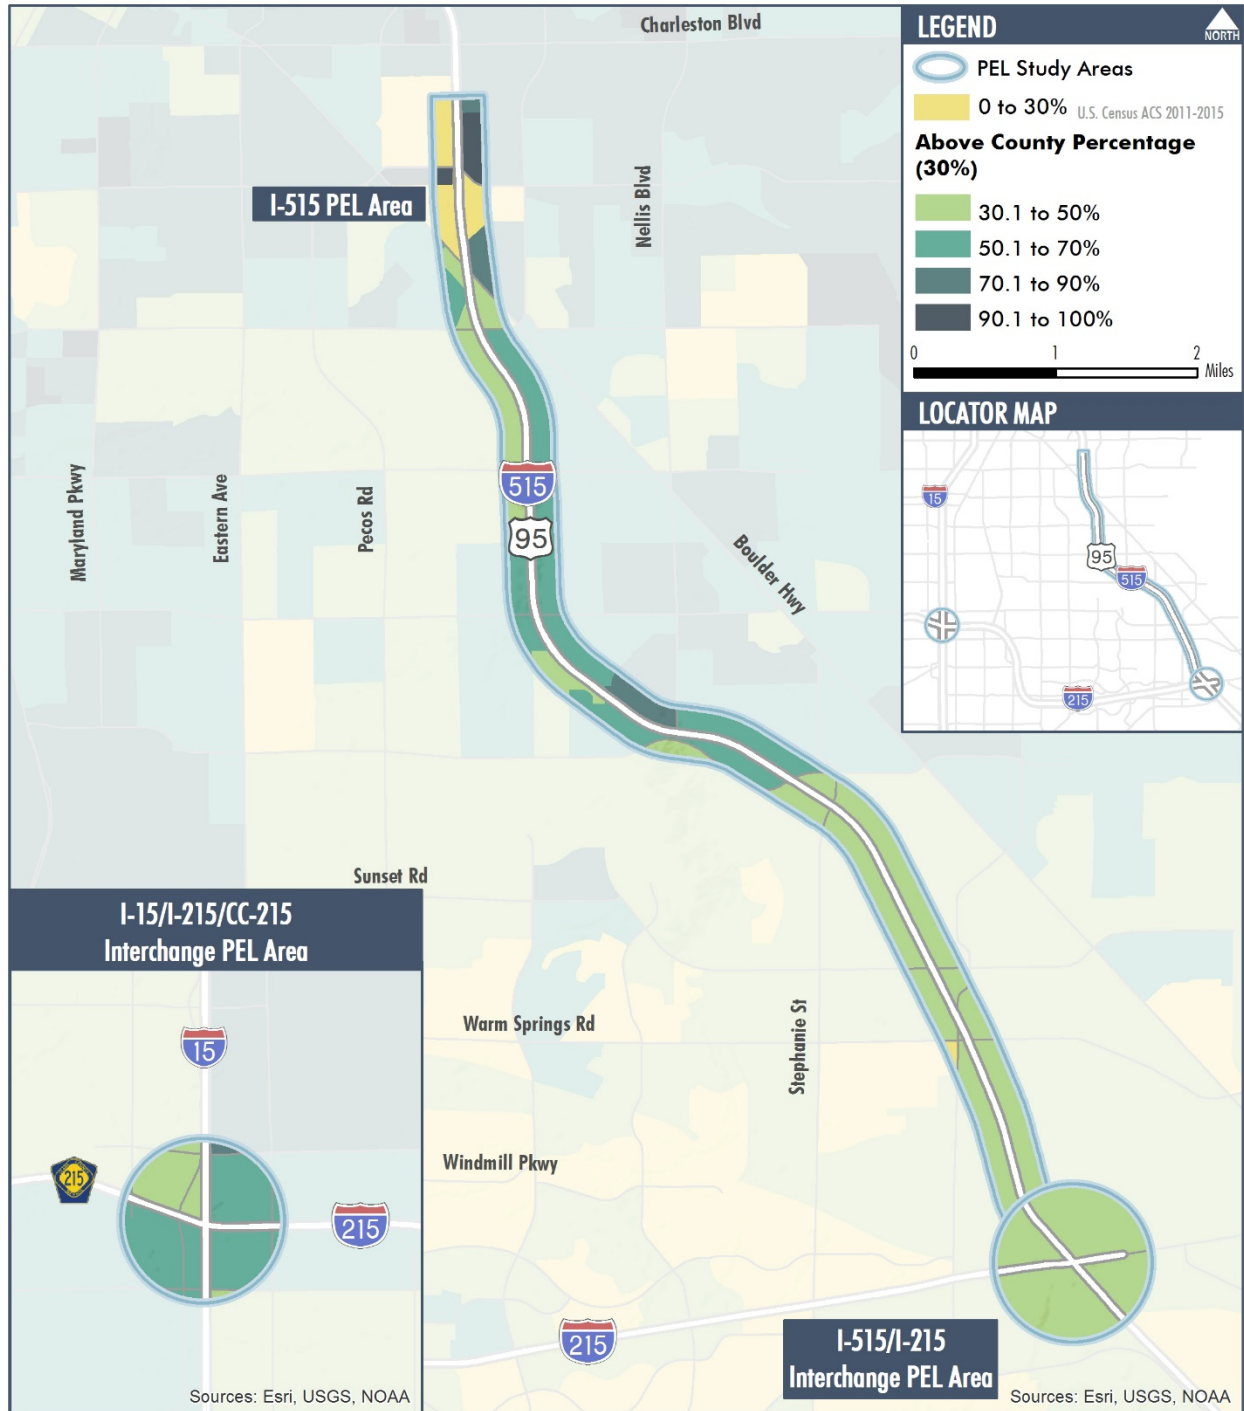 Charleston Blvd
LEGEND
NORTH
PEL Study Areas
0 to 30% U.S. Census ACS 2011-2015
Above County Percentage
(30%)
30.1 to 50%
50.1 to 70%
70.1 to 90%
90.1 to 100%
0 1 2
Miles
LOCATOR MAP
15
95
515
215
I-515 PEL Area
Nellis Blvd
Maryland Pkwy
Eastern Ave
Pecos Rd
515
95
Boulder Hwy
Sunset Rd
Warm Springs Rd
Stephanie St
Windmill Pkwy
215
I-515/I-215
Interchange PEL Area
Sources: Esri, USGS, NOAA
I-15/I-215/CC-215
Interchange PEL Area
15
215
215
Sources: Esri, USGS, NOAA